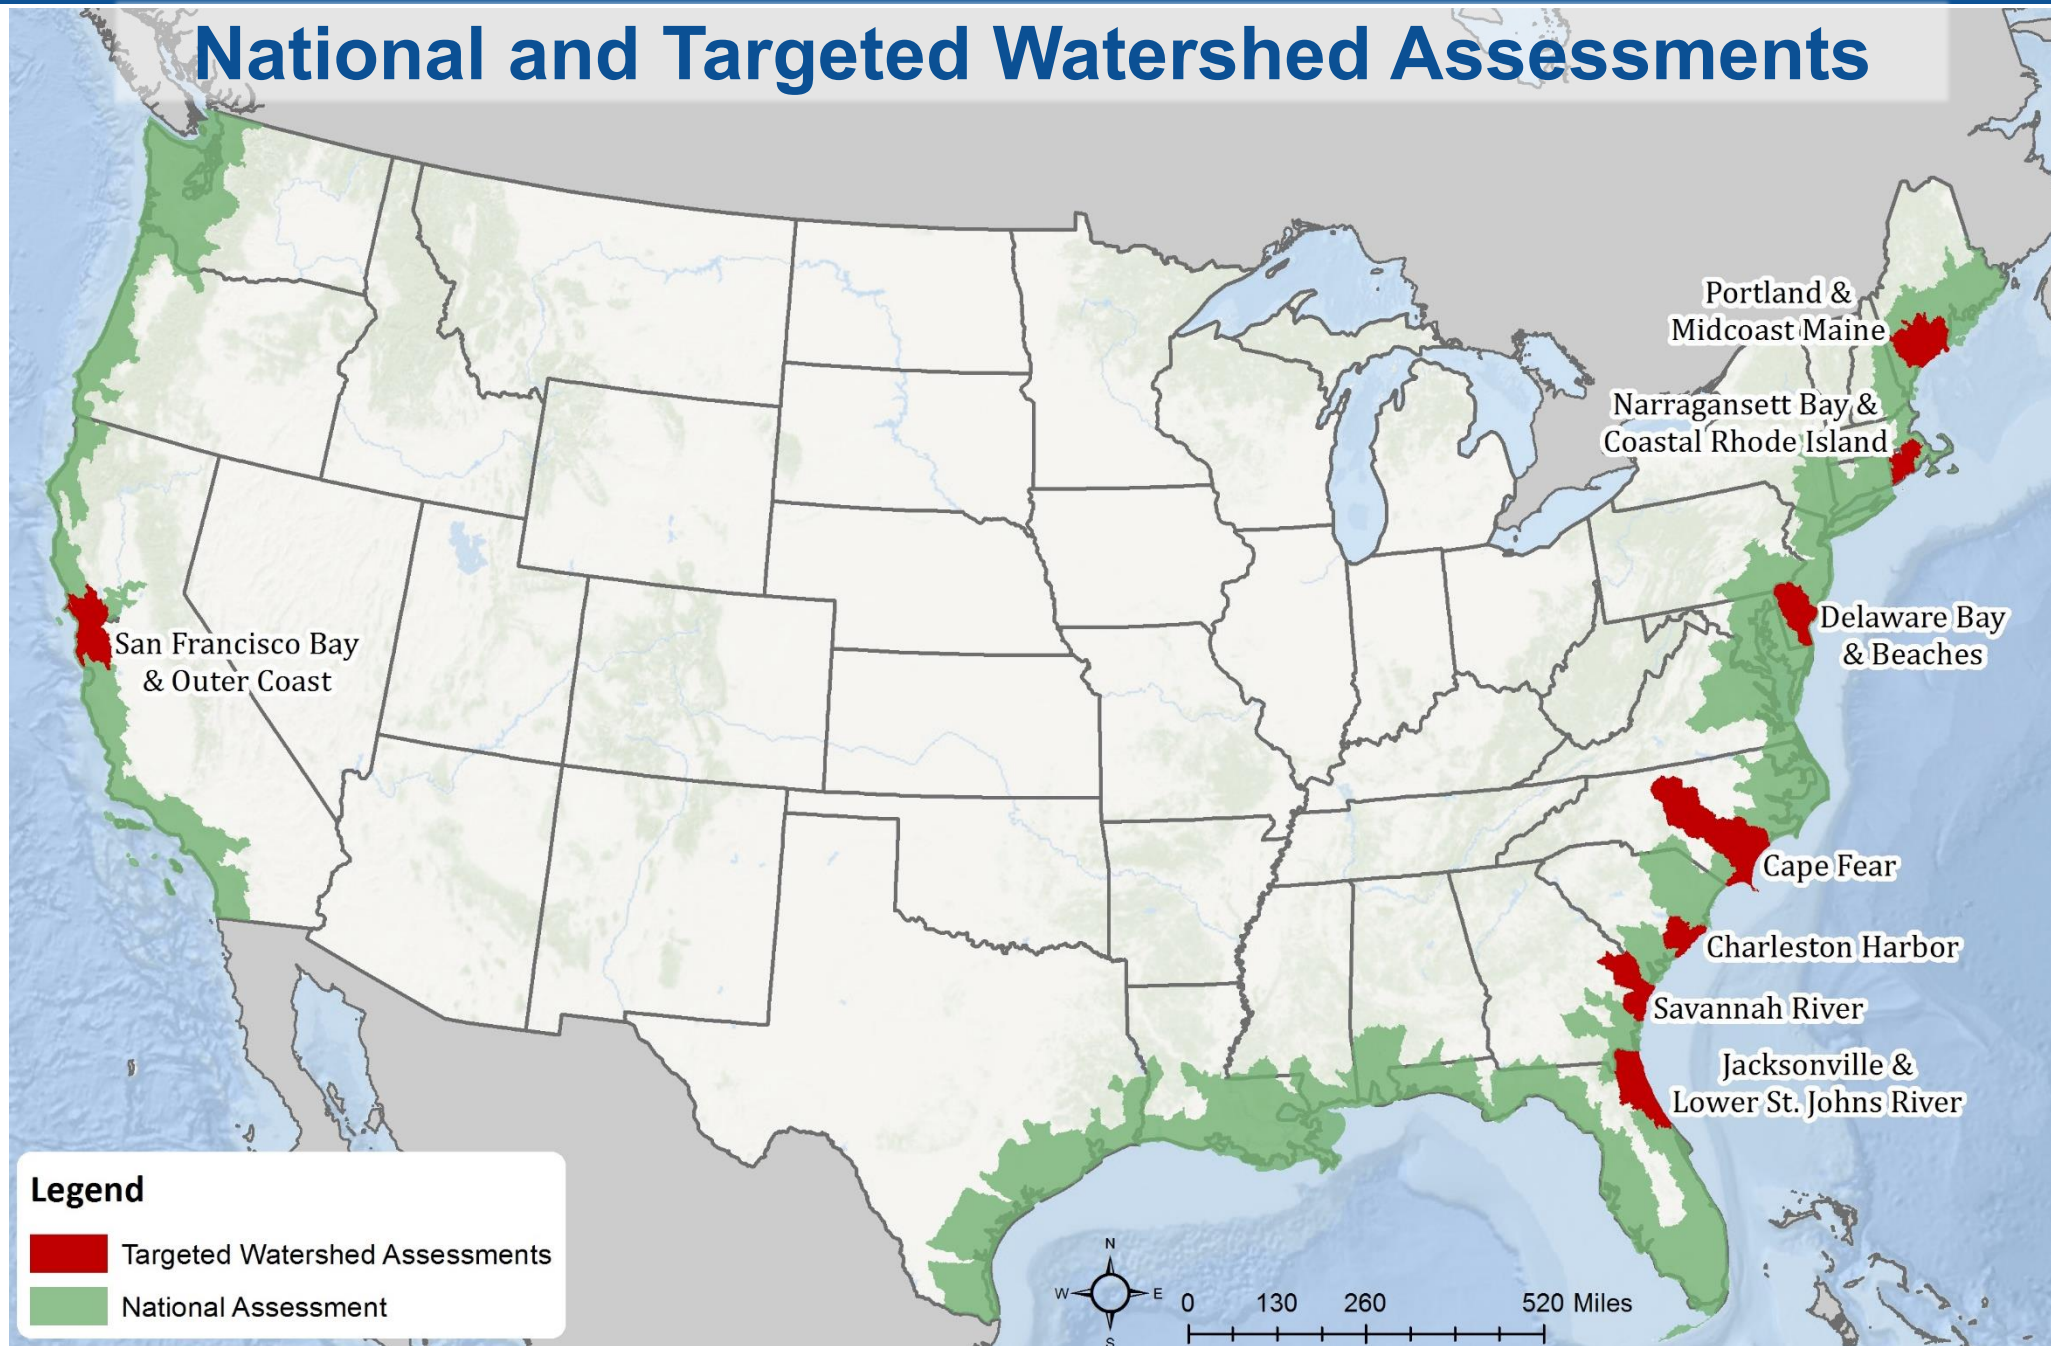 National and Targeted Watershed Assessments
Portland &
Midcoast Maine
Narragansett Bay &
Coastal Rhode Island
San Francisco Bay
& Outer Coast
Delaware Bay
& Beaches
Cape Fear
Charleston Harbor
Savannah River
Jacksonville &
Lower St. Johns River
Legend
Targeted Watershed Assessments
National Assessment
N
W E
S
0 130 260 520 Miles